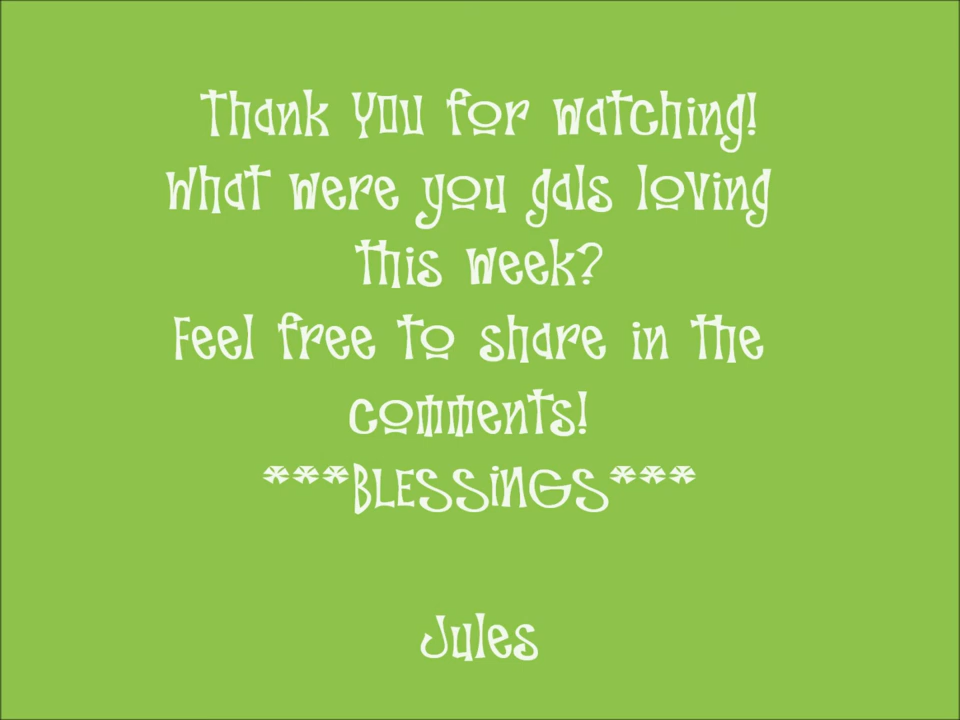 Thank YOU for watching!
What were you gals loving
this week?
Feel free to share in the
comments!
***BLESSINGS***
Jules